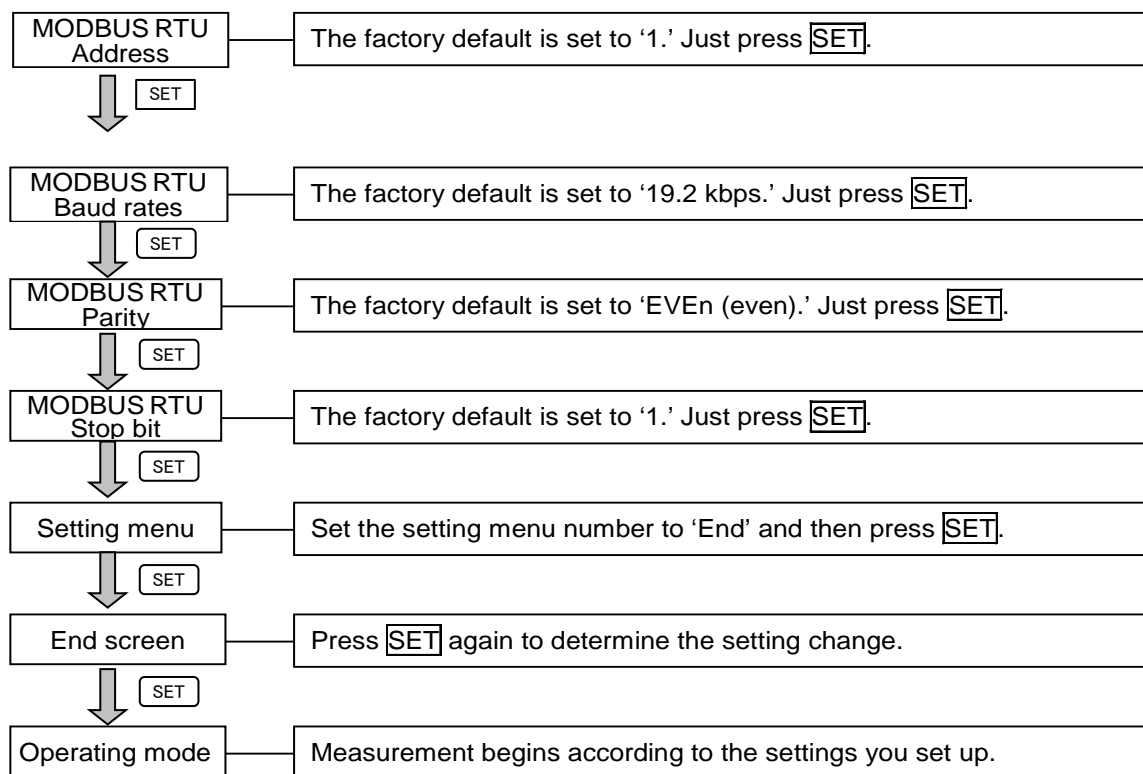 MODBUS RTU
Address
The factory default is set to ‘1.’ Just press SET.
SET
MODBUS RTU
Baud rates
The factory default is set to ‘19.2 kbps.’ Just press SET.
SET
MODBUS RTU
Parity
The factory default is set to ‘EVEn (even).’ Just press SET.
SET
MODBUS RTU
Stop bit
The factory default is set to ‘1.’ Just press SET.
SET
Setting menu
Set the setting menu number to ‘End’ and then press SET.
SET
End screen
Press SET again to determine the setting change.
SET
Operating mode
Measurement begins according to the settings you set up.